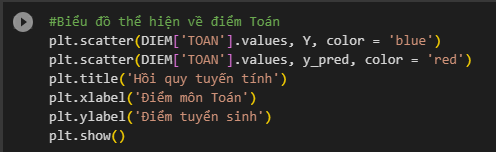 #Biểu đồ thể hiện về điểm Toán
plt.scatter(DIEM['TOAN'].values, Y, color = 'blue')
plt.scatter(DIEM['TOAN'].values, y_pred, color = 'red')
plt.title('Hồi quy tuyến tính')
plt.xlabel('Điểm môn Toán')
plt.ylabel('Điểm tuyển sinh')
plt.show()